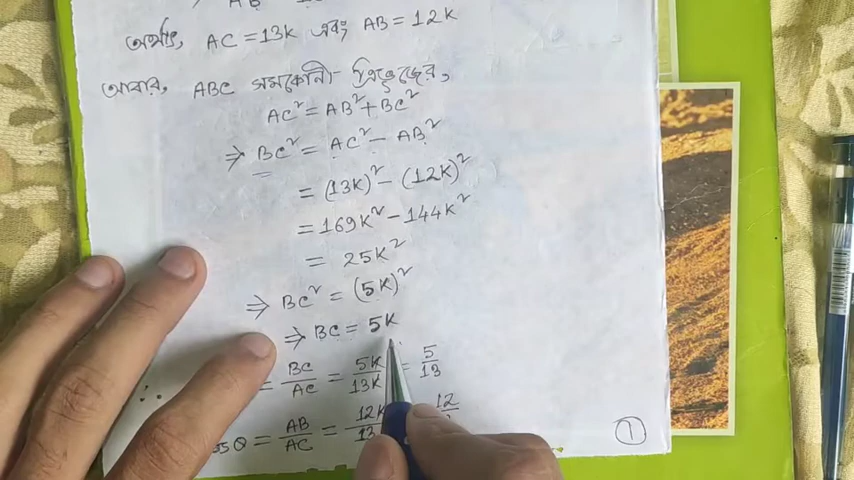 অর্থাৎ, AC = 13K এবং AB = 12K
আবার, ABC সমকোনী ত্রিভুজের,
AC² = AB² + BC²
⇒ BC² = AC² − AB²
= (13K)² − (12K)²
= 169K² − 144K²
= 25K²
⇒ BC² = (5K)²
⇒ BC = 5K
∴ = BC/AC = 5K/13K = 5/13
osθ = AB/AC = 12K/13 12
1